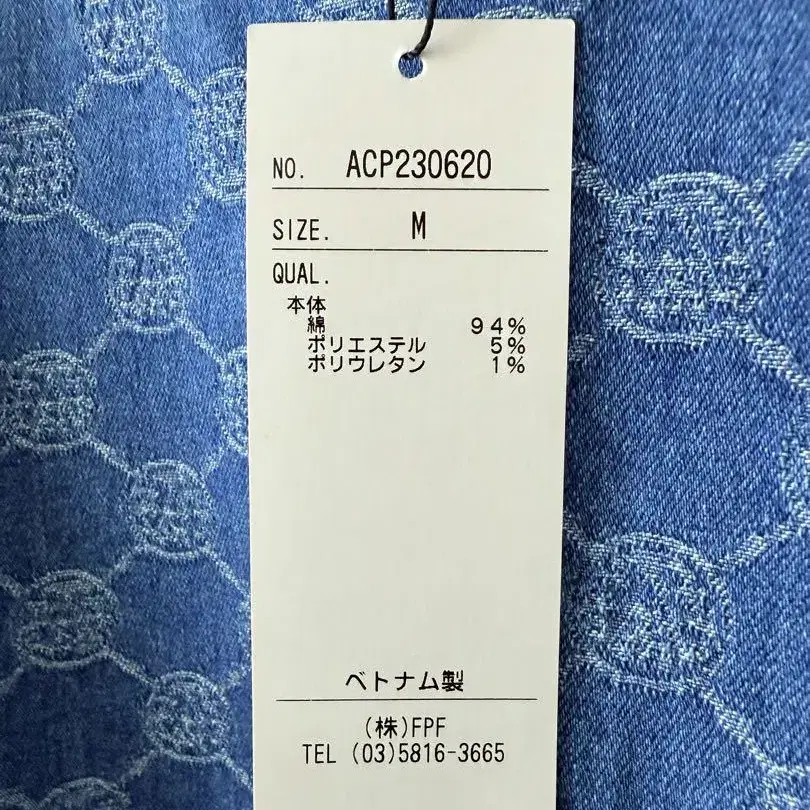 NO. ACP230620
SIZE. M
QUAL.
本体
綿 94%
ポリエステル 5%
ポリウレタン 1%
ベトナム製
(株)FPF
TEL (03)5816-3665